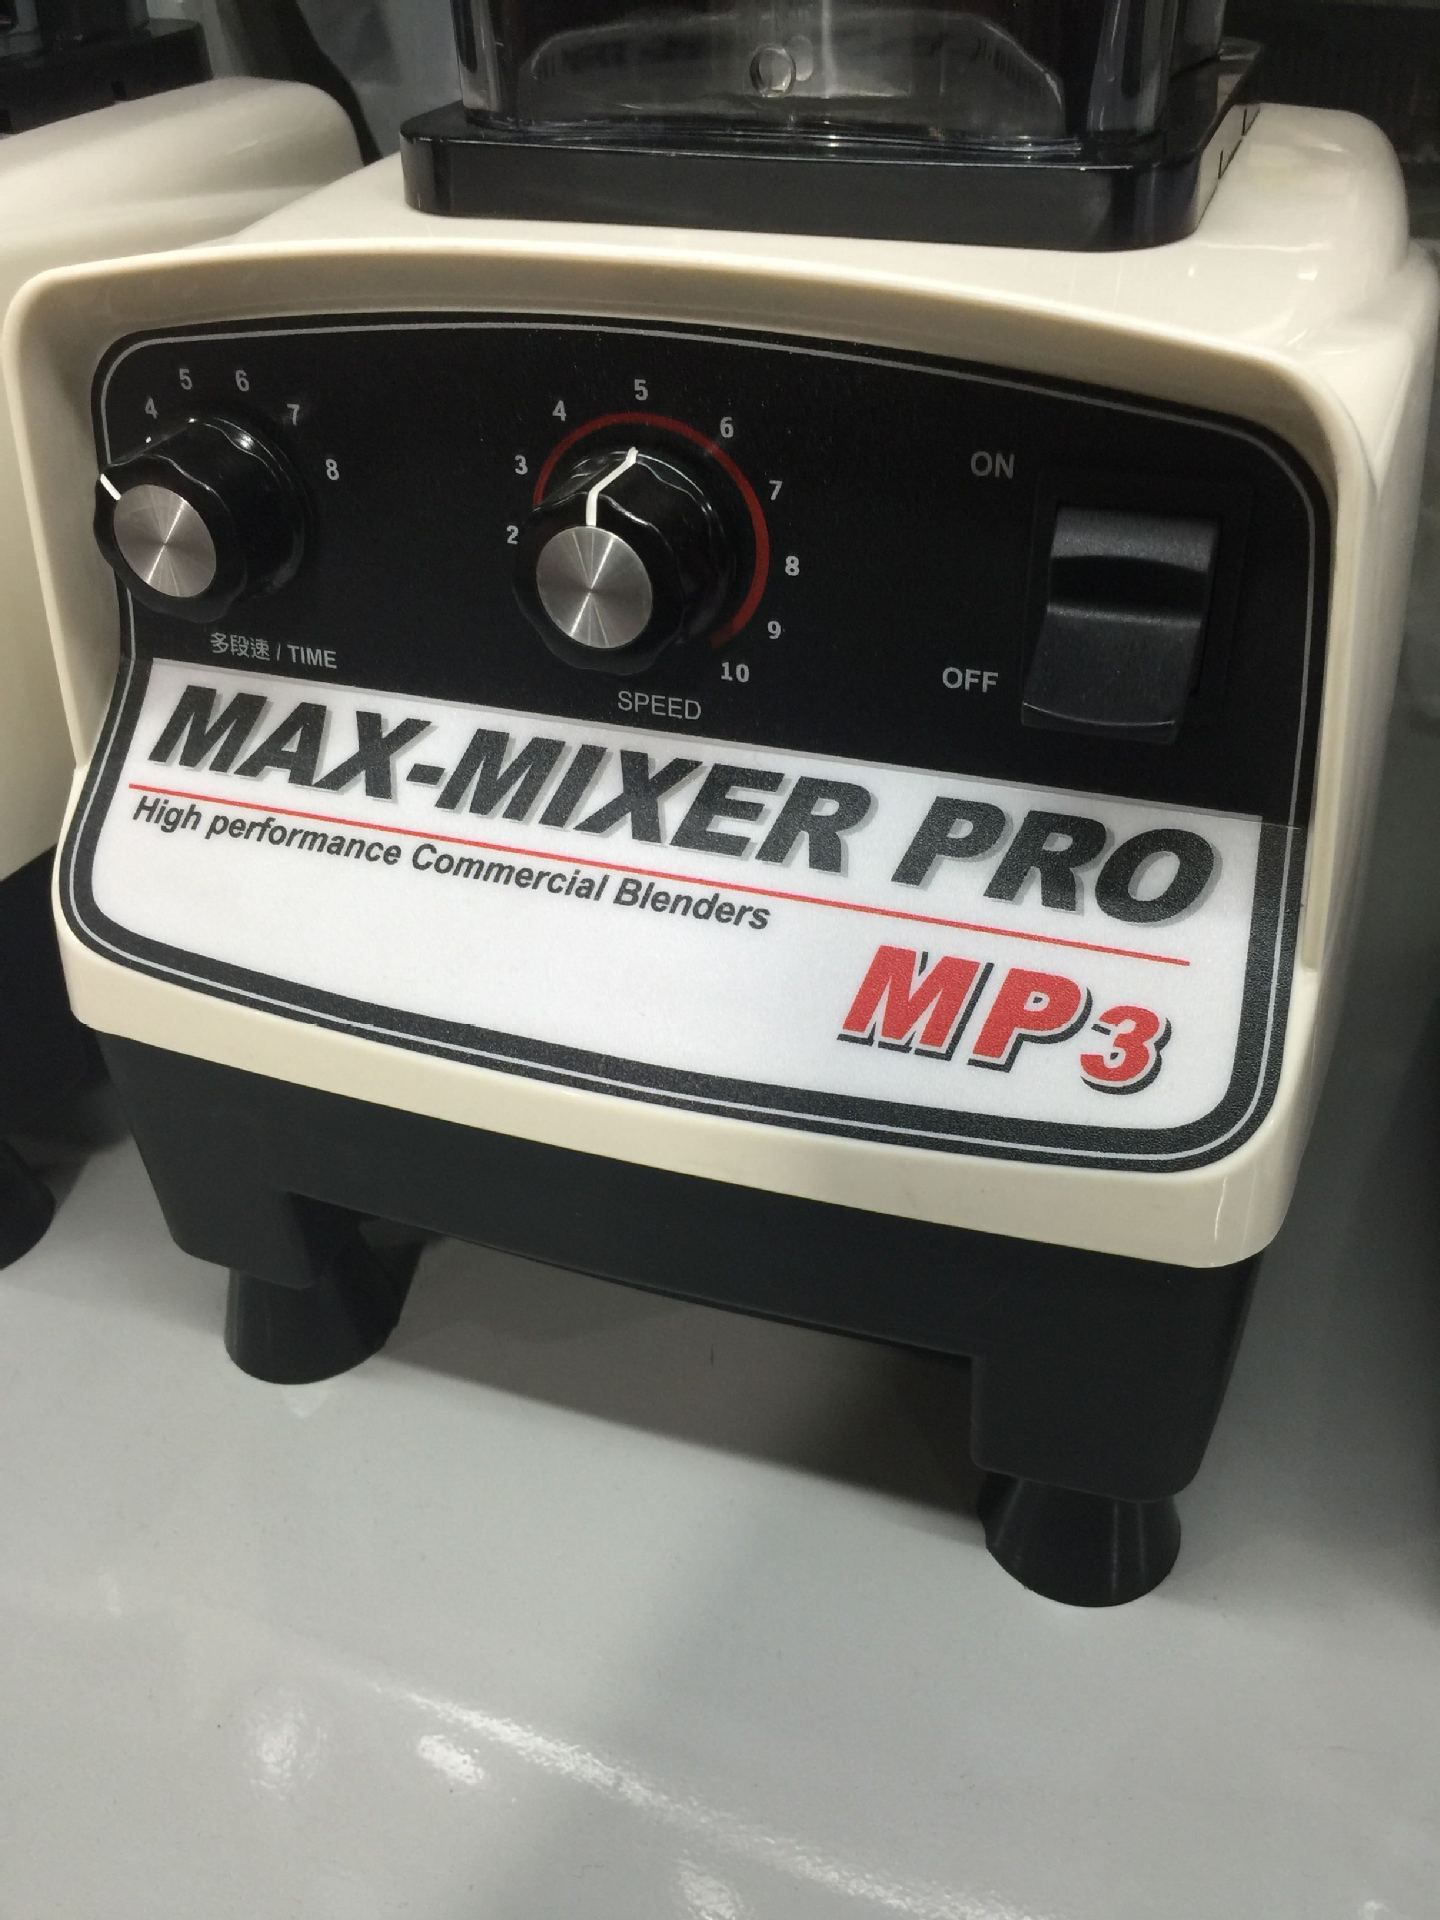 4 5 6 7 8
多段速 / TIME
2 3 4 5 6 7 8 9 10
SPEED
ON
OFF
MAX-MIXER PRO
High performance Commercial Blenders
MP3